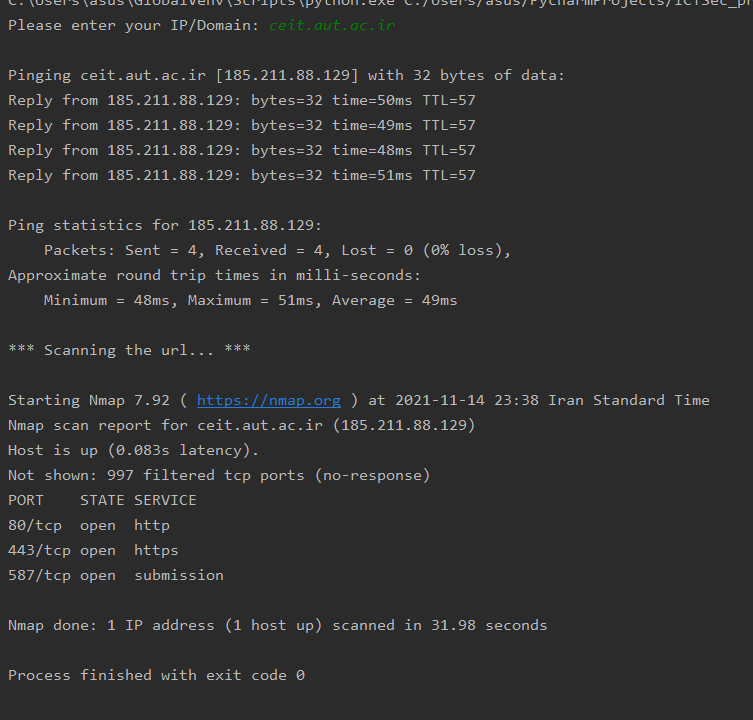 C:\Users\asus\GlobalVenv\Scripts\python.exe C:/Users/asus/PycharmProjects/ICTSec_pr
Please enter your IP/Domain: ceit.aut.ac.ir
Pinging ceit.aut.ac.ir [185.211.88.129] with 32 bytes of data:
Reply from 185.211.88.129: bytes=32 time=50ms TTL=57
Reply from 185.211.88.129: bytes=32 time=49ms TTL=57
Reply from 185.211.88.129: bytes=32 time=48ms TTL=57
Reply from 185.211.88.129: bytes=32 time=51ms TTL=57
Ping statistics for 185.211.88.129:
    Packets: Sent = 4, Received = 4, Lost = 0 (0% loss),
Approximate round trip times in milli-seconds:
    Minimum = 48ms, Maximum = 51ms, Average = 49ms
*** Scanning the url... ***
Starting Nmap 7.92 ( https://nmap.org ) at 2021-11-14 23:38 Iran Standard Time
Nmap scan report for ceit.aut.ac.ir (185.211.88.129)
Host is up (0.083s latency).
Not shown: 997 filtered tcp ports (no-response)
PORT    STATE SERVICE
80/tcp  open  http
443/tcp open  https
587/tcp open  submission
Nmap done: 1 IP address (1 host up) scanned in 31.98 seconds
Process finished with exit code 0